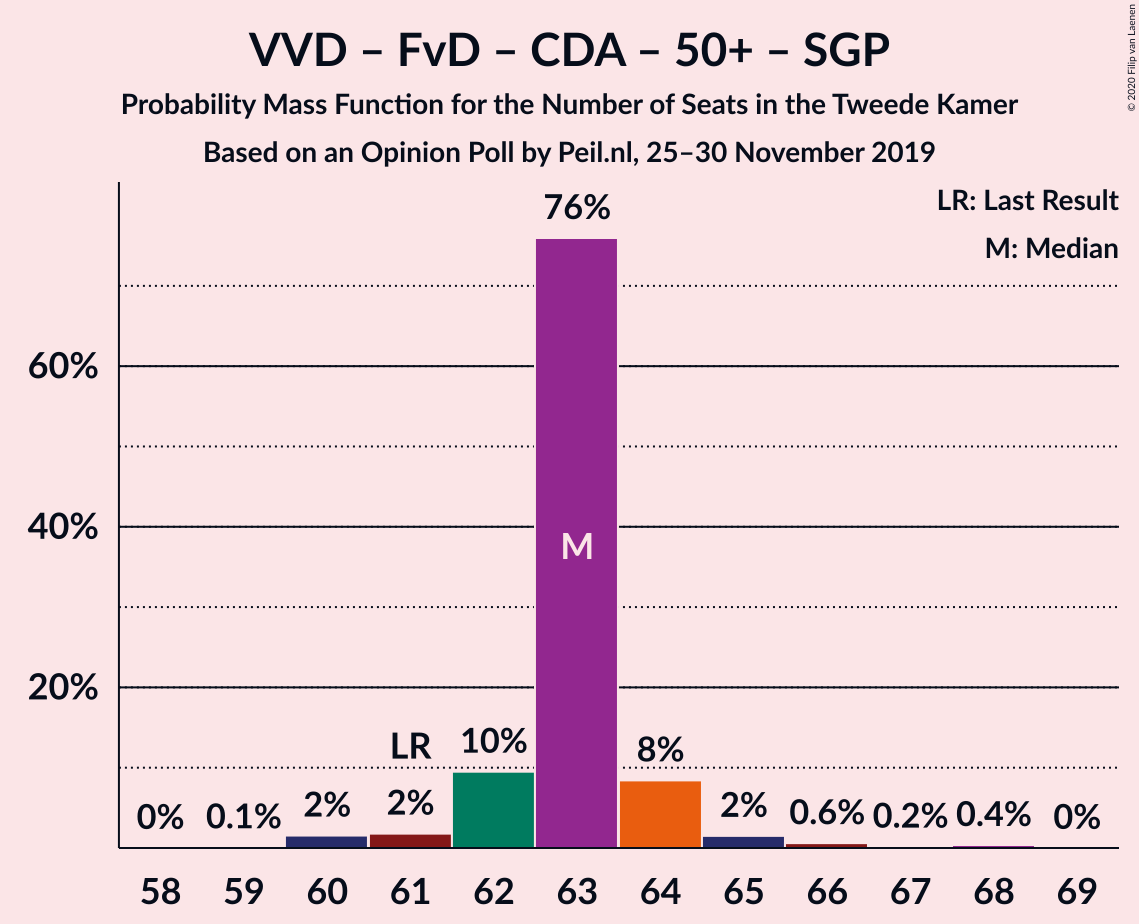 VVD – FvD – CDA – 50+ – SGP
Probability Mass Function for the Number of Seats in the Tweede Kamer
Based on an Opinion Poll by Peil.nl, 25–30 November 2019
© 2020 Filip van Laenen
LR: Last Result
M: Median
76%
60%
40%
20%
M
LR
0% 0.1% 2% 2% 10% 8% 2% 0.6% 0.2% 0.4% 0%
58 59 60 61 62 63 64 65 66 67 68 69